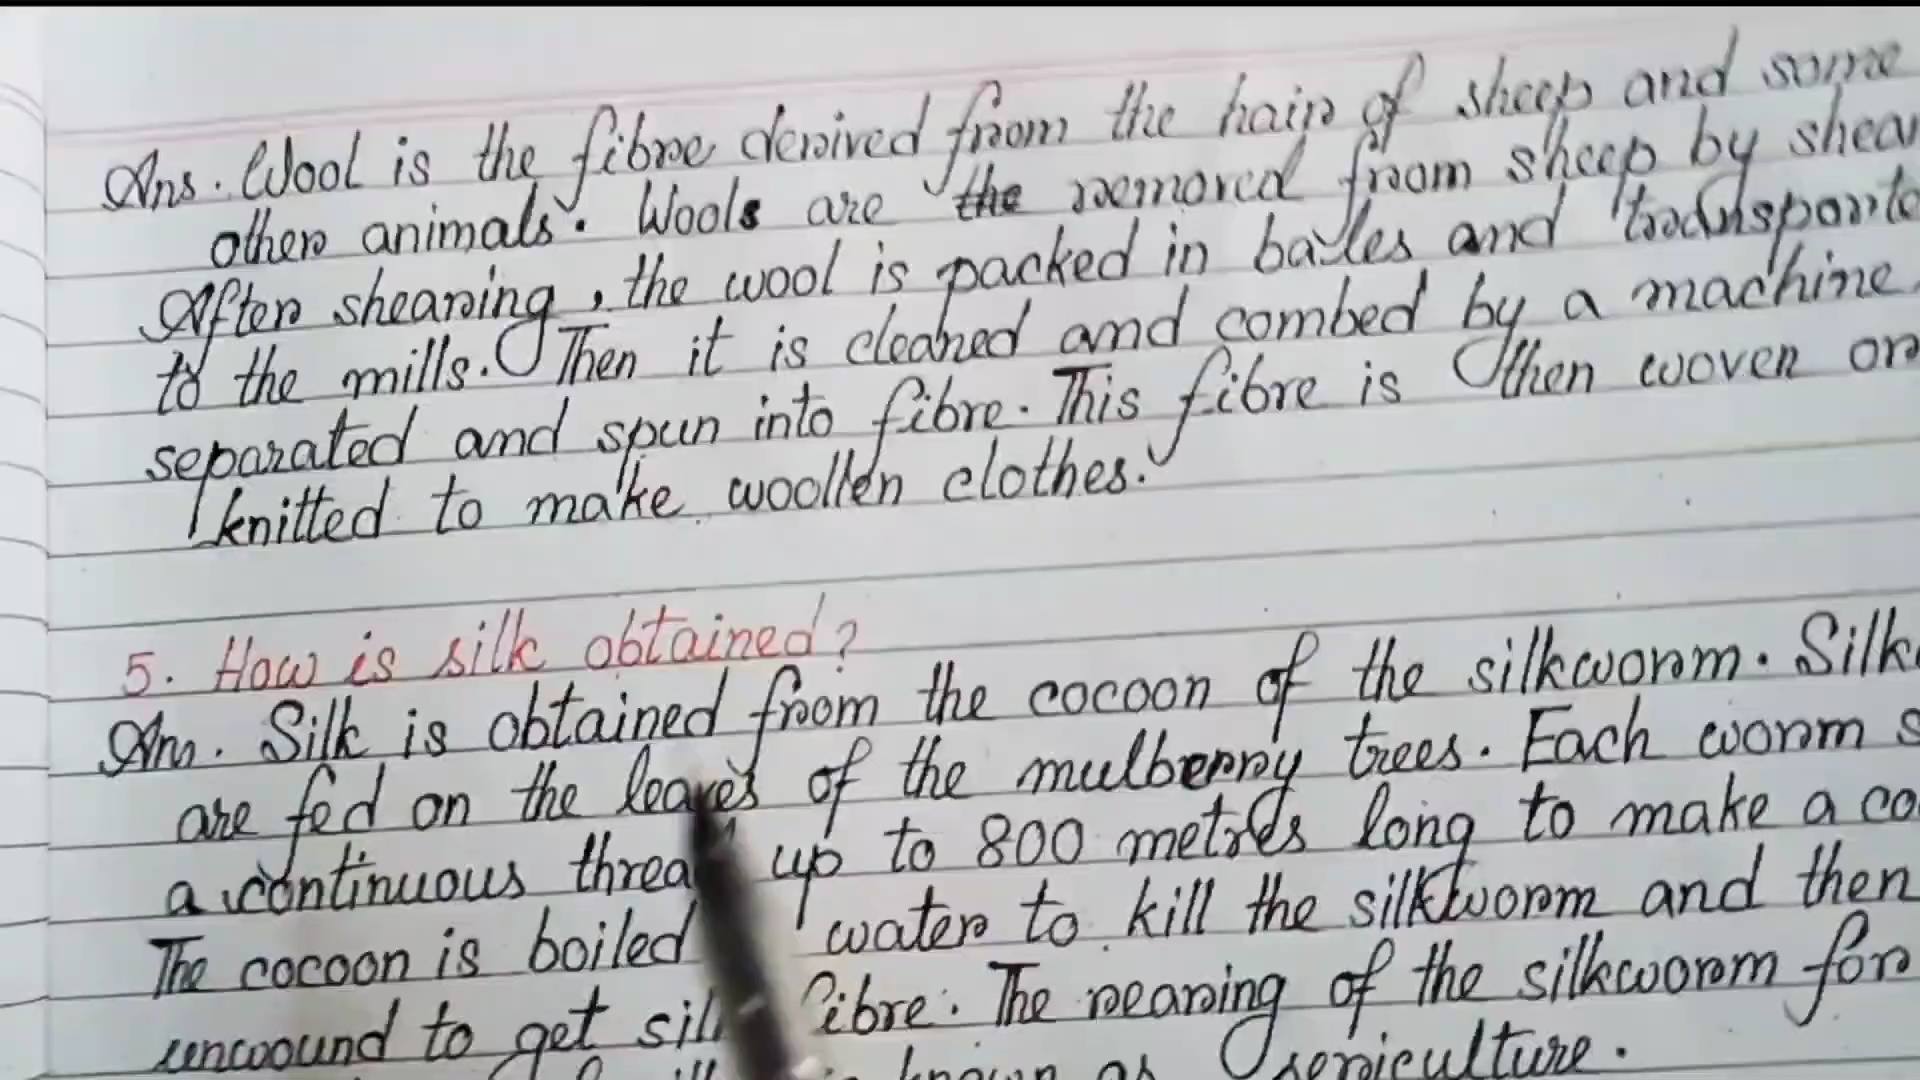 Ans. Wool is the fibre derived from the hair of sheep and some
other animals. Wools are the removed from sheep by shear
After shearing, the wool is packed in bales and transporte
to the mills. Then it is cleaned and combed by a machine.
separated and spun into fibre. This fibre is then woven or
knitted to make woollen clothes.
5. How is silk obtained?
Ans. Silk is obtained from the cocoon of the silkworm. Silk
are fed on the leaves of the mulberry trees. Each worm s
a continuous threa up to 800 metres long to make a co
The cocoon is boiled water to kill the silkworm and then
unwound to get sil ibre. The rearing of the silkworm for
known as sericulture.